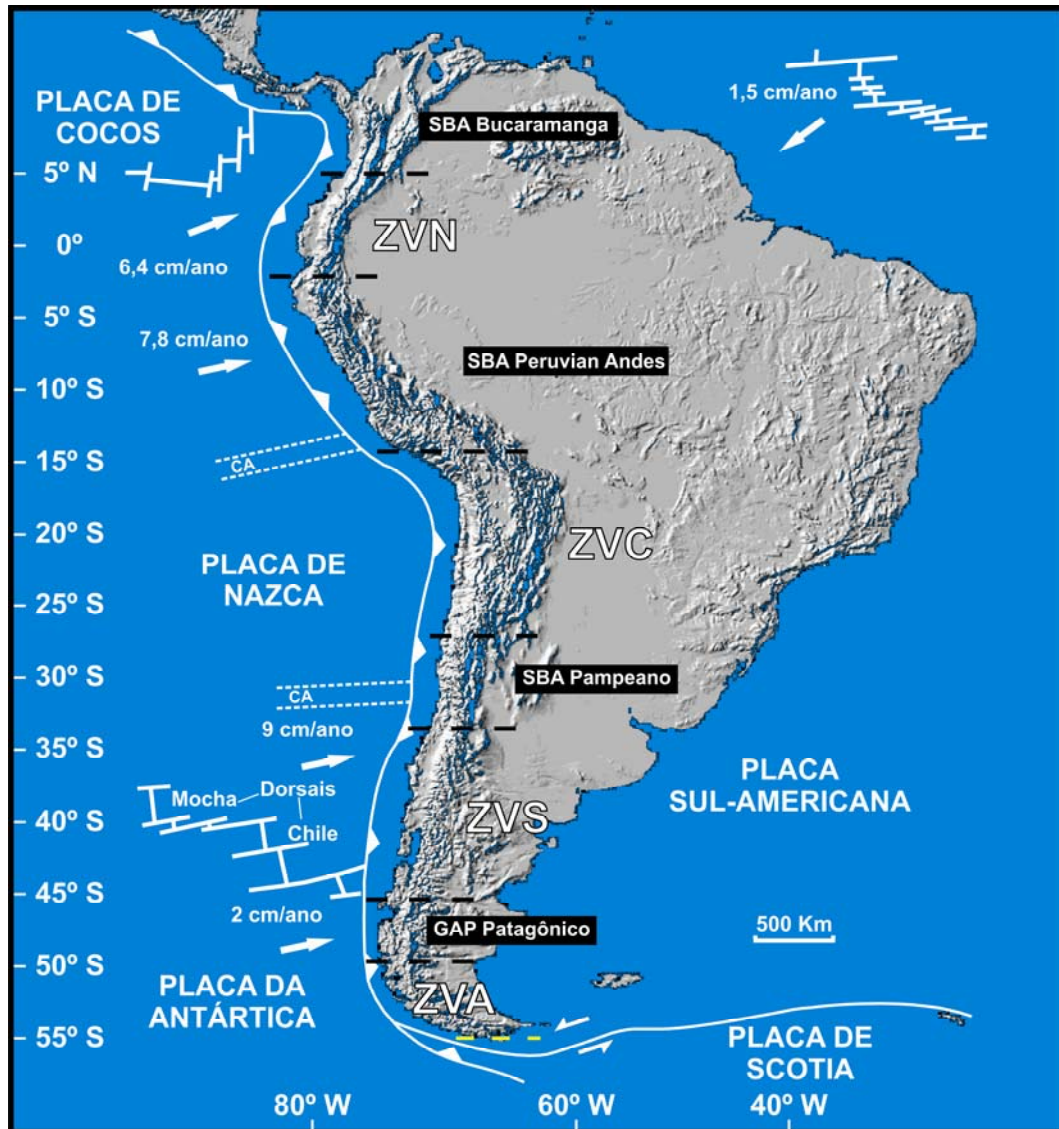 PLACA DE
COCOS
1,5 cm/ano
SBA Bucaramanga
5º N
ZVN
0º
6,4 cm/ano
5º S
7,8 cm/ano
SBA Peruvian Andes
10º S
CA
15º S
ZVC
20º S
PLACA DE
NAZCA
25º S
SBA Pampeano
30º S
CA
9 cm/ano
35º S
PLACA
SUL-AMERICANA
Mocha
Dorsais
ZVS
40º S
Chile
45º S
2 cm/ano
GAP Patagônico
500 Km
50º S
PLACA DA
ANTÁRTICA
ZVA
55º S
PLACA DE
SCOTIA
80º W
60º W
40º W